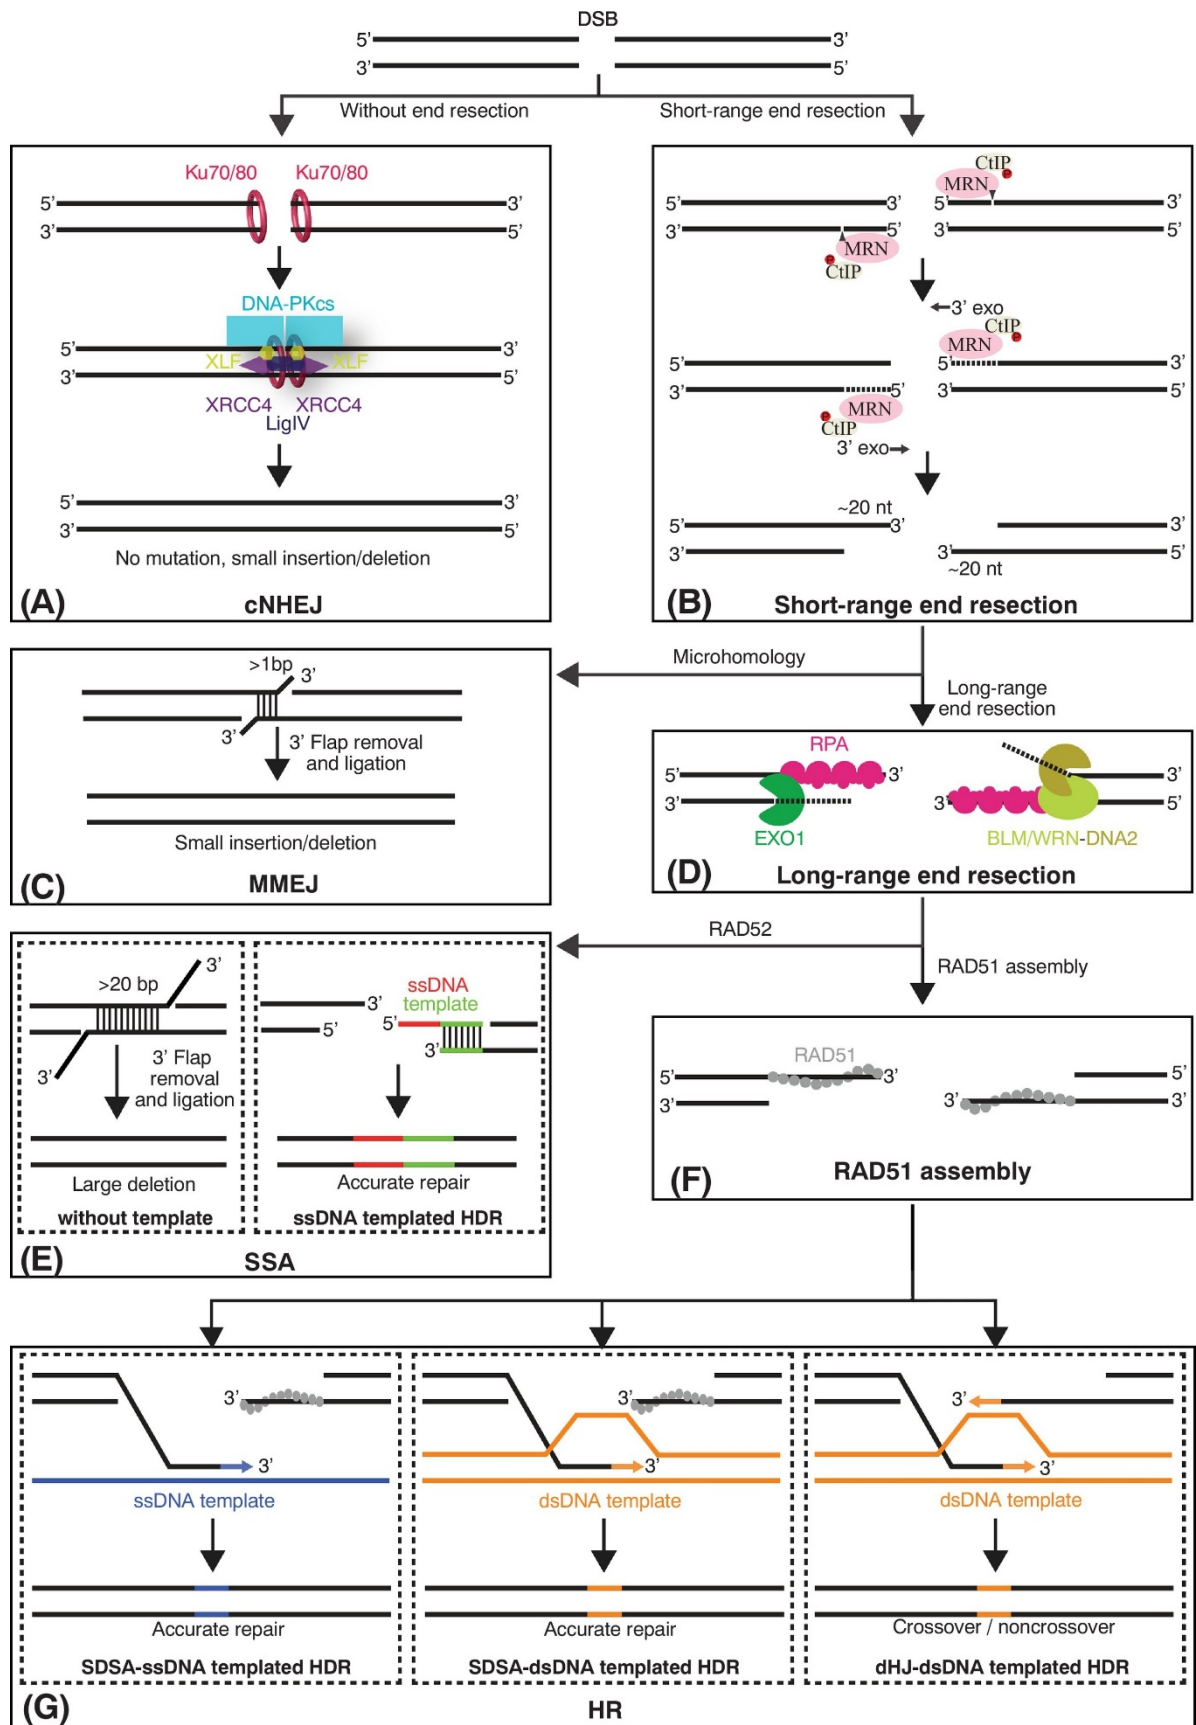 DSB
5’ 3’
3’ 5’
Without end resection
Short-range end resection
Ku70/80 Ku70/80
5’ 3’
3’ 5’
DNA-PKcs
5’ 3’
XLF XLF
3’ 5’
XRCC4 XRCC4
LigIV
5’ 3’
3’ 5’
No mutation, small insertion/deletion
(A) cNHEJ
CtIP
P
MRN
5’ 3’
3’ 5’ 3’
MRN
P
CtIP
3’ exo
CtIP
P
MRN
5’ 3’
3’ 5’ 3’
P
MRN
CtIP
3’ exo
~20 nt
5’ 3’ 3’
3’ 3’ 5’
~20 nt
(B) Short-range end resection
Microhomology
Long-range
end resection
>1bp 3’
3’
3’ Flap removal
and ligation
Small insertion/deletion
(C) MMEJ
RPA
5’ 3’ 3’
3’ 3’ 5’
EXO1
BLM/WRN-DNA2
(D) Long-range end resection
RAD52
RAD51 assembly
3’
>20 bp
3’
3’ Flap
removal
and ligation
Large deletion
without template
ssDNA
template
3’
5’ 5’
3’
Accurate repair
ssDNA templated HDR
(E) SSA
RAD51
5’ 3’ 5’
3’ 3’ 3’
(F) RAD51 assembly
3’
3’
ssDNA template
Accurate repair
SDSA-ssDNA templated HDR
3’
3’
dsDNA template
Accurate repair
SDSA-dsDNA templated HDR
3’
3’
dsDNA template
Crossover / noncrossover
dHJ-dsDNA templated HDR
(G) HR